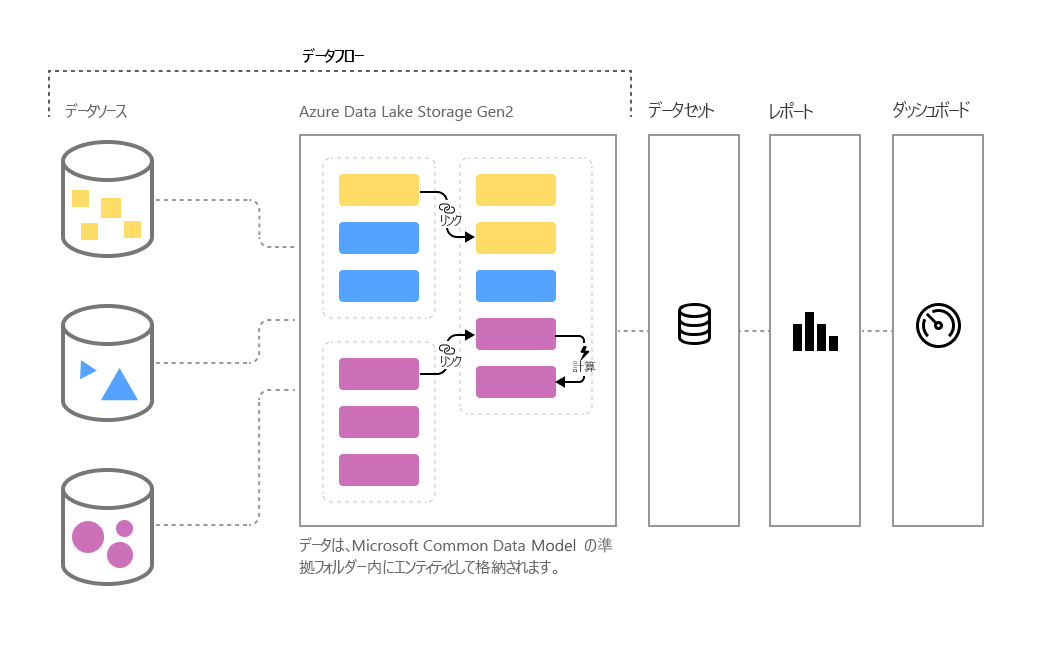 データフロー
データソース
Azure Data Lake Storage Gen2
データセット
レポート
ダッシュボード
リンク
リンク
計算
データは、Microsoft Common Data Model の準
拠フォルダー内にエンティティとして格納されます。